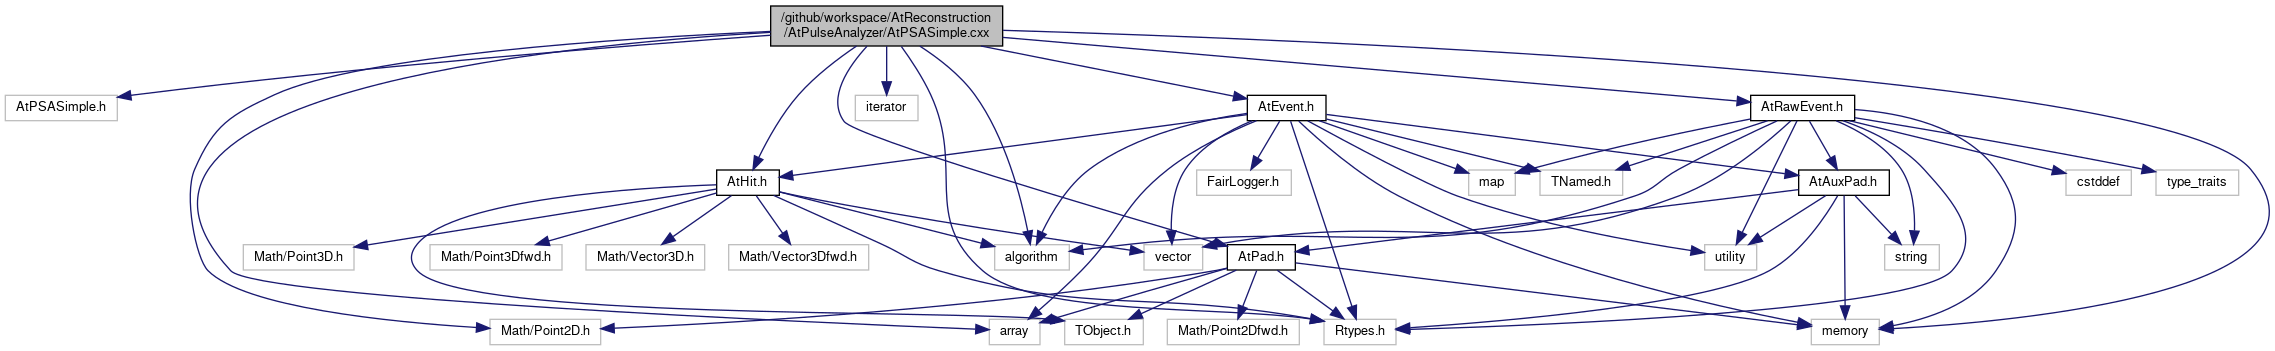 /github/workspace/AtReconstruction
/AtPulseAnalyzer/AtPSASimple.cxx
AtPSASimple.h
iterator
AtEvent.h
AtRawEvent.h
AtHit.h
FairLogger.h
map
TNamed.h
AtAuxPad.h
cstddef
type_traits
Math/Point3D.h
Math/Point3Dfwd.h
Math/Vector3D.h
Math/Vector3Dfwd.h
algorithm
vector
AtPad.h
utility
string
Math/Point2D.h
array
TObject.h
Math/Point2Dfwd.h
Rtypes.h
memory